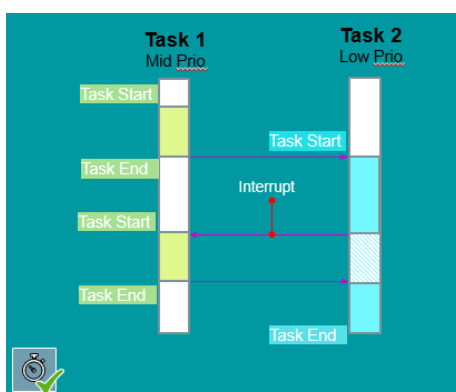 Task 1
Mid Prio
Task 2
Low Prio
Task Start
Task Start
Task End
Interrupt
Task Start
Task End
Task End